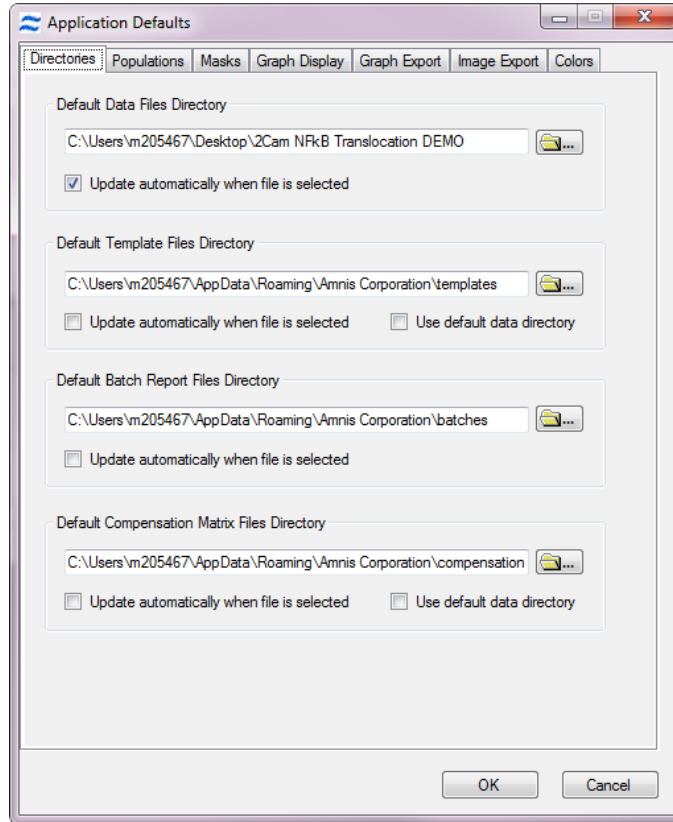 Application Defaults
Directories Populations Masks Graph Display Graph Export Image Export Colors
Default Data Files Directory
C:\Users\m205467\Desktop\2Cam NFkB Translocation DEMO
...
Update automatically when file is selected
Default Template Files Directory
C:\Users\m205467\AppData\Roaming\Amnis Corporation\templates
...
Update automatically when file is selected Use default data directory
Default Batch Report Files Directory
C:\Users\m205467\AppData\Roaming\Amnis Corporation\batches
...
Update automatically when file is selected
Default Compensation Matrix Files Directory
C:\Users\m205467\AppData\Roaming\Amnis Corporation\compensation
...
Update automatically when file is selected Use default data directory
OK Cancel